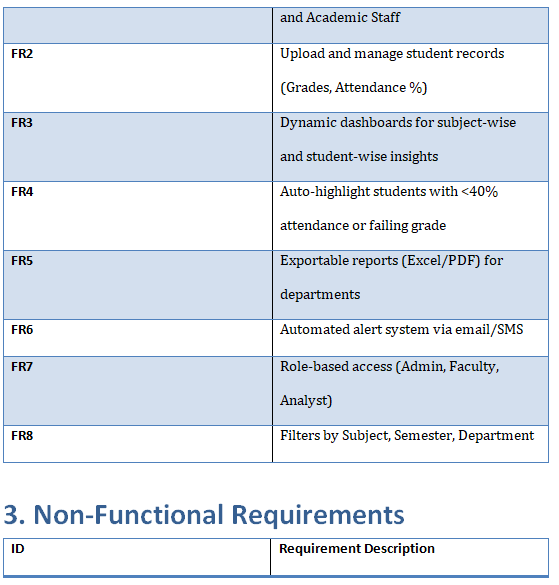 and Academic Staff
FR2
Upload and manage student records
(Grades, Attendance %)
FR3
Dynamic dashboards for subject-wise
and student-wise insights
FR4
Auto-highlight students with <40%
attendance or failing grade
FR5
Exportable reports (Excel/PDF) for
departments
FR6
Automated alert system via email/SMS
FR7
Role-based access (Admin, Faculty,
Analyst)
FR8
Filters by Subject, Semester, Department
3. Non-Functional Requirements
ID
Requirement Description